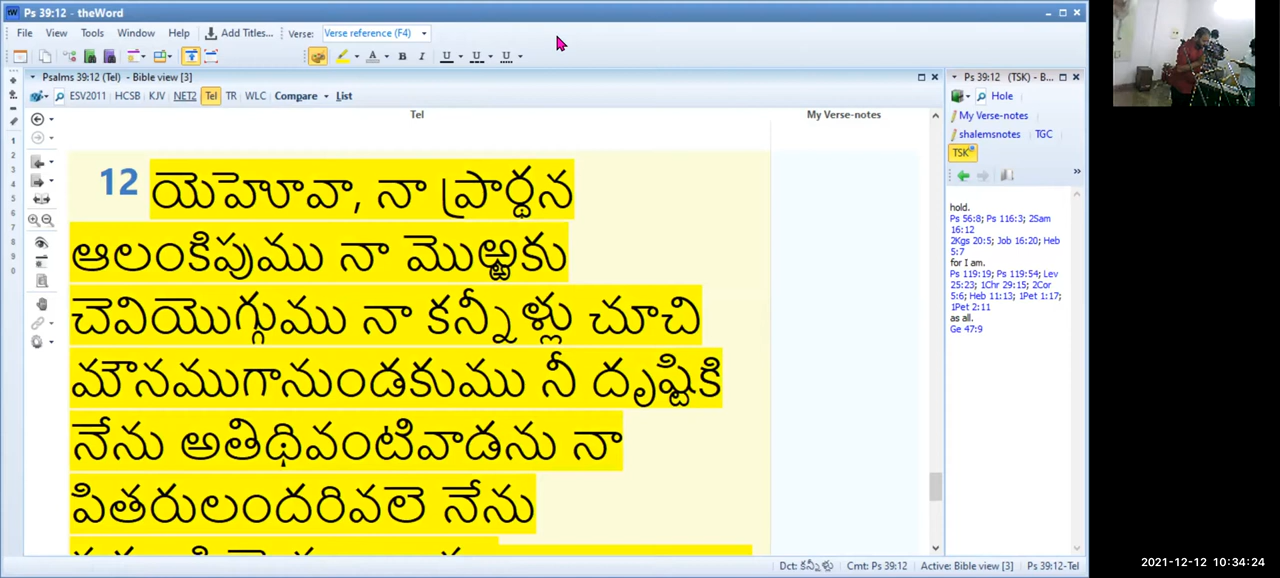 Ps 39:12 - theWord
File View Tools Window Help Add Titles... Verse: Verse reference (F4)
Psalms 39:12 (Tel) - Bible view [3]
ESV2011 HCSB KJV NET2 Tel TR WLC Compare List
Tel
My Verse-notes
12 యెహోవా, నా ప్రార్థన
ఆలంకిపుము నా మొఱ్ఱకు
చెవియొగ్గుము నా కన్నీళ్లు చూచి
మౌనముగానుండకుము నీ దృష్టికి
నేను అతిథివంటివాడను నా
పితరులందరివలె నేను
Ps 39:12 (TSK) - B...
Hole
My Verse-notes
shalemsnotes TGC
TSK
hold.
Ps 56:8; Ps 116:3; 2Sam
16:12
2Kgs 20:5; Job 16:20; Heb
5:7
for I am.
Ps 119:19; Ps 119:54; Lev
25:23; 1Chr 29:15; 2Cor
5:6; Heb 11:13; 1Pet 1:17;
1Pet 2:11
as all.
Ge 47:9
Dct: కన్నీళ్లు Cmt: Ps 39:12 Active: Bible view [3] Ps 39:12-Tel
2021-12-12 10:34:24